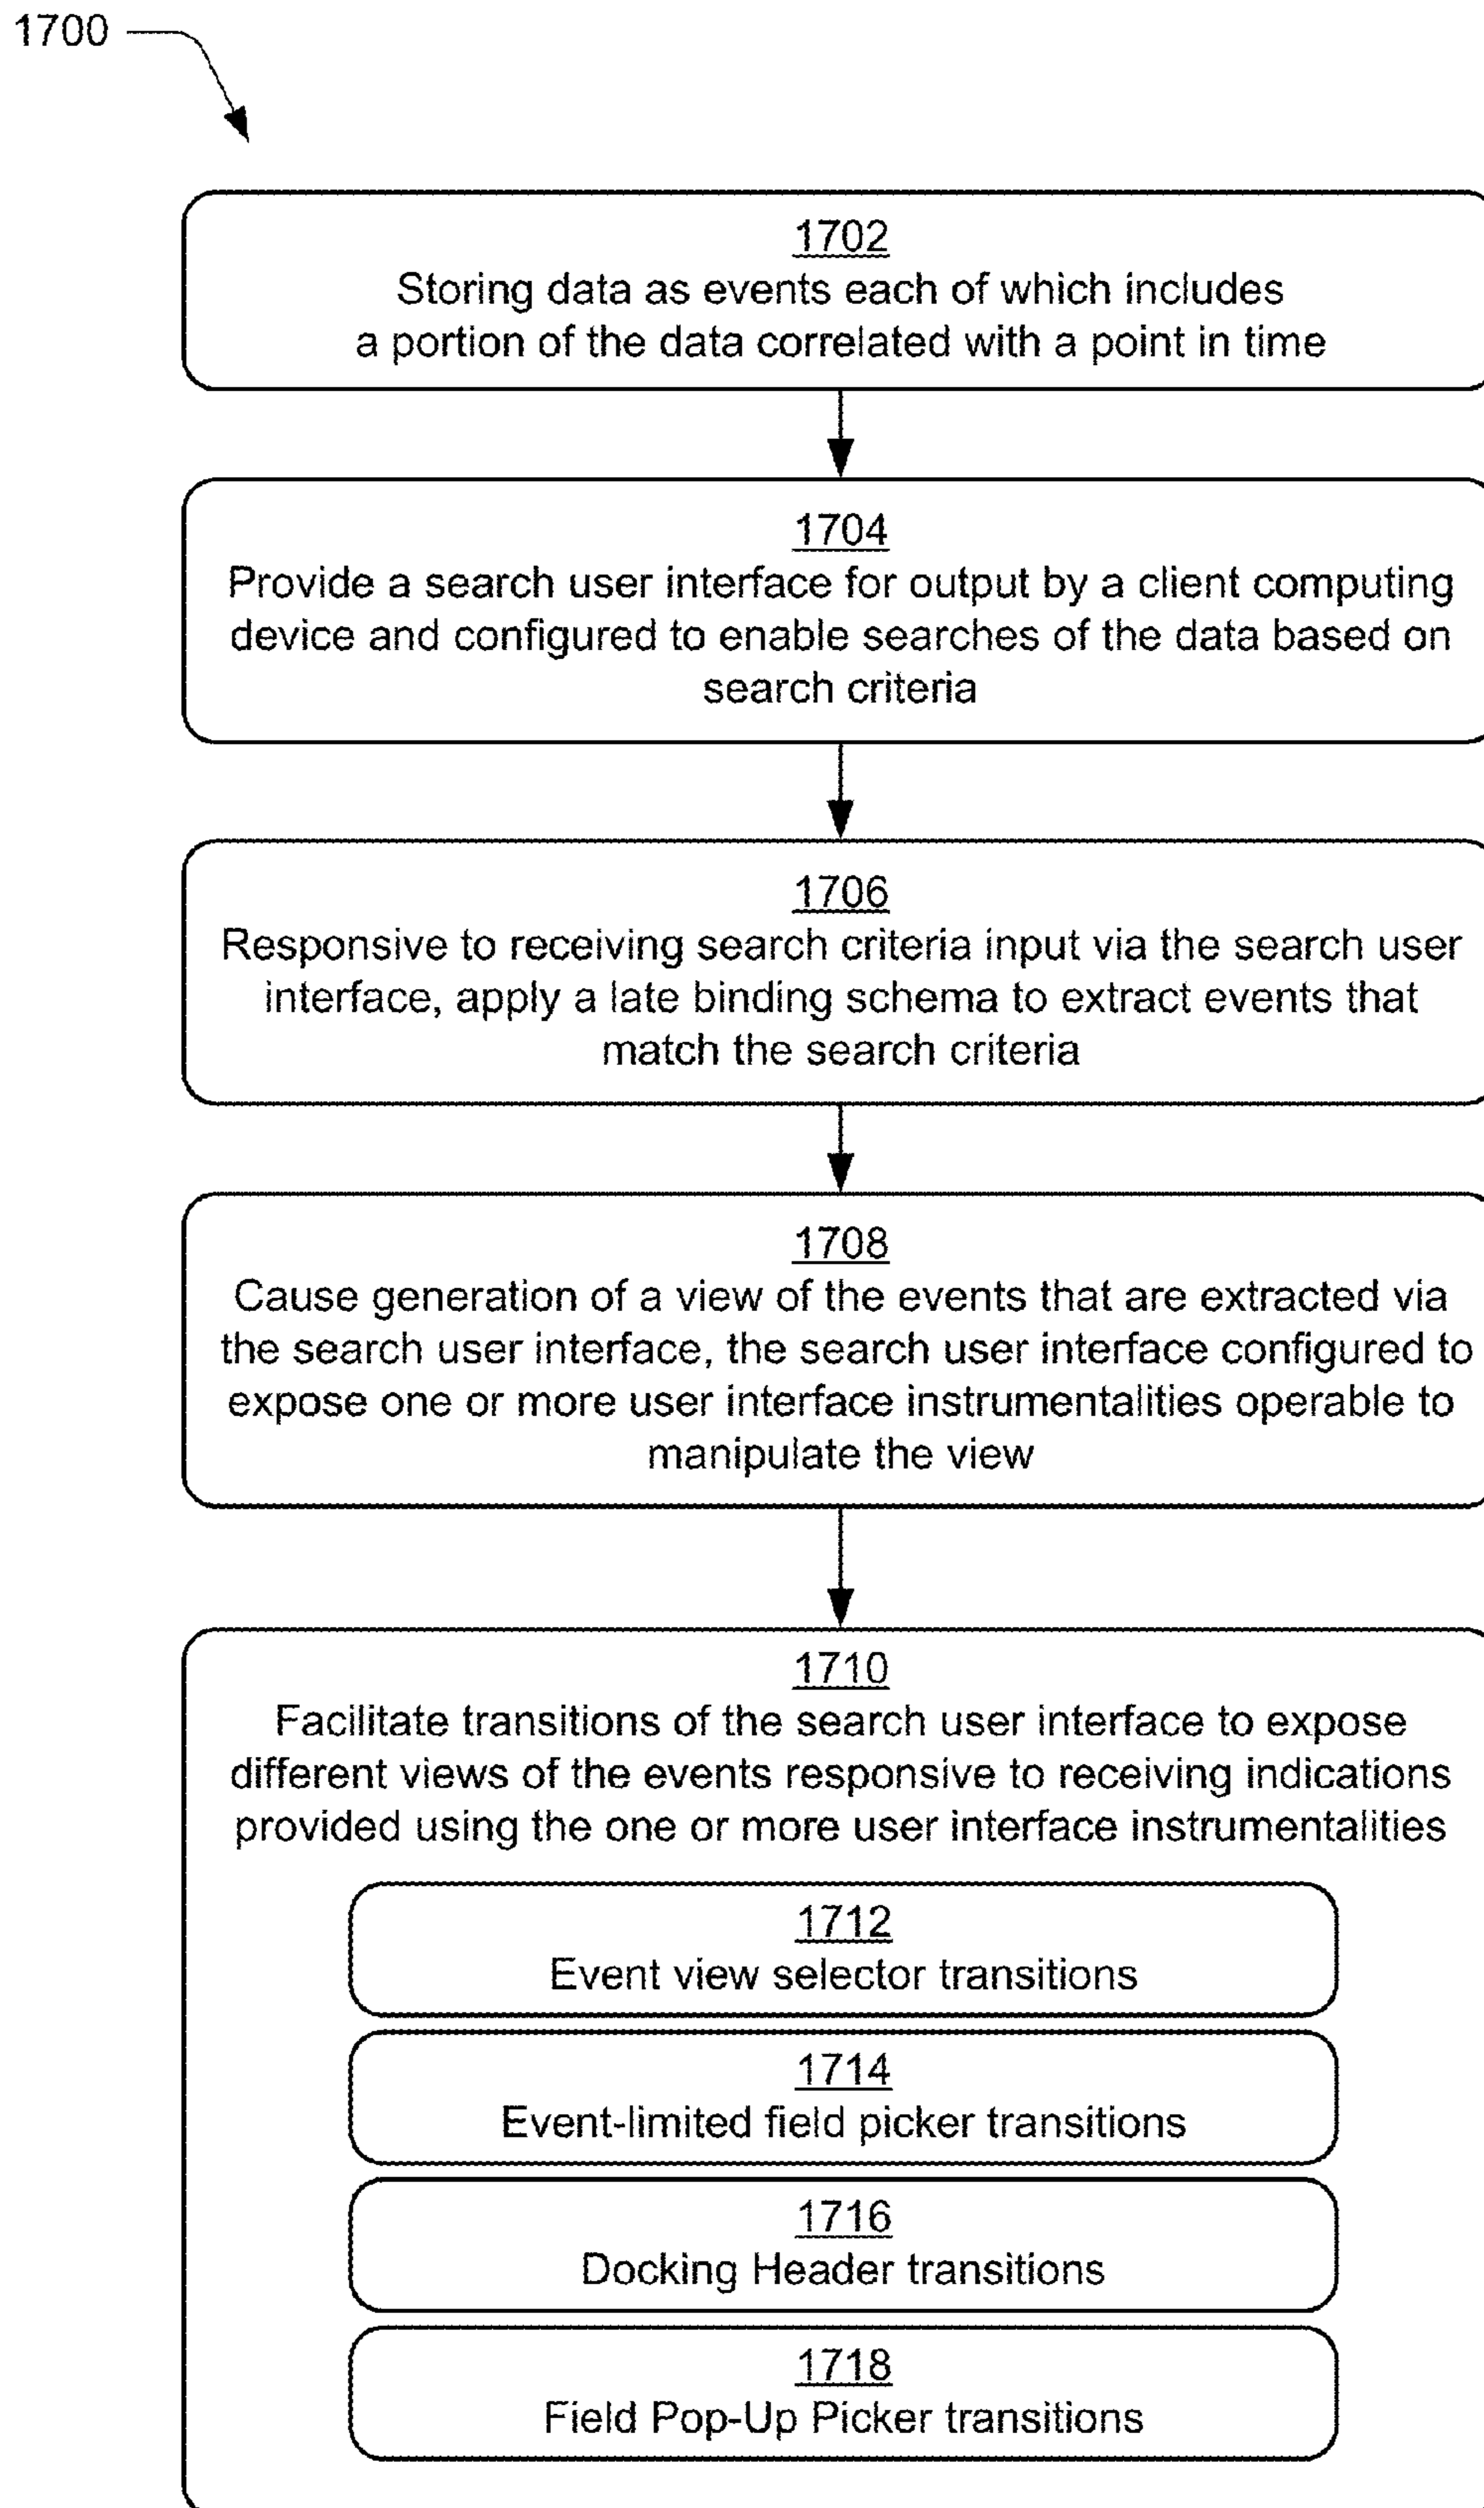 1700
1702
Storing data as events each of which includes
a portion of the data correlated with a point in time
1704
Provide a search user interface for output by a client computing
device and configured to enable searches of the data based on
search criteria
1706
Responsive to receiving search criteria input via the search user
interface, apply a late binding schema to extract events that
match the search criteria
1708
Cause generation of a view of the events that are extracted via
the search user interface, the search user interface configured to
expose one or more user interface instrumentalities operable to
manipulate the view
1710
Facilitate transitions of the search user interface to expose
different views of the events responsive to receiving indications
provided using the one or more user interface instrumentalities
1712
Event view selector transitions
1714
Event-limited field picker transitions
1716
Docking Header transitions
1718
Field Pop-Up Picker transitions